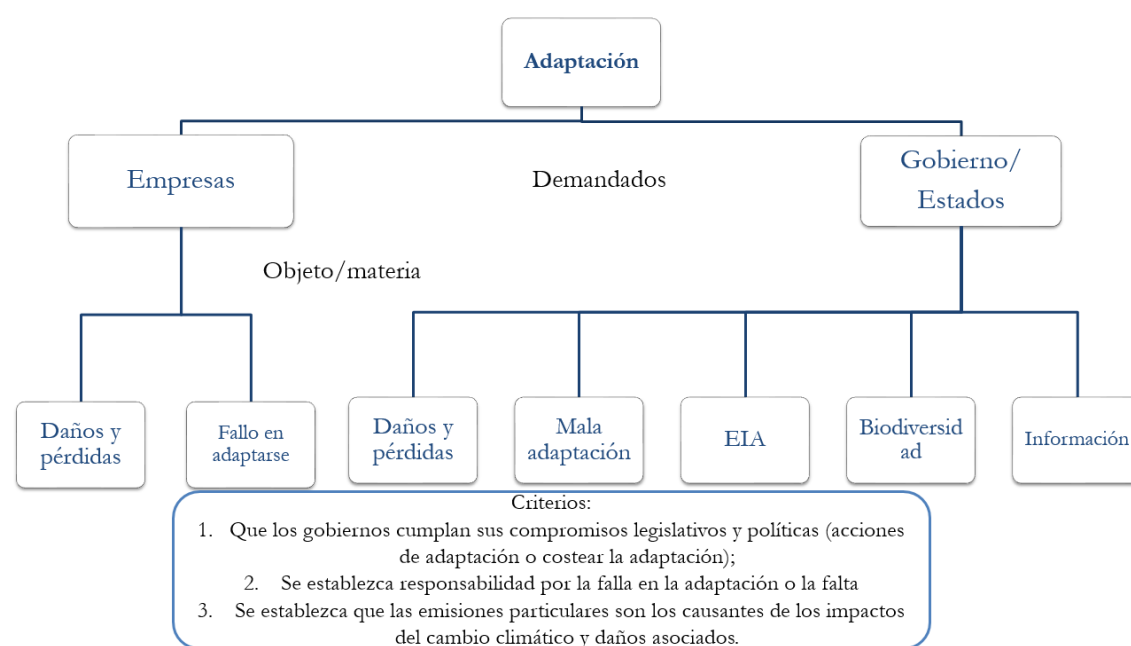 Adaptación
Empresas
Demandados
Gobierno/
Estados
Objeto/materia
Daños y
pérdidas
Fallo en
adaptarse
Daños y
pérdidas
Mala
adaptación
EIA
Biodiversid
ad
Información
Criterios:
1. Que los gobiernos cumplan sus compromisos legislativos y políticas (acciones
de adaptación o costear la adaptación);
2. Se establezca responsabilidad por la falla en la adaptación o la falta
3. Se establezca que las emisiones particulares son los causantes de los impactos
del cambio climático y daños asociados.